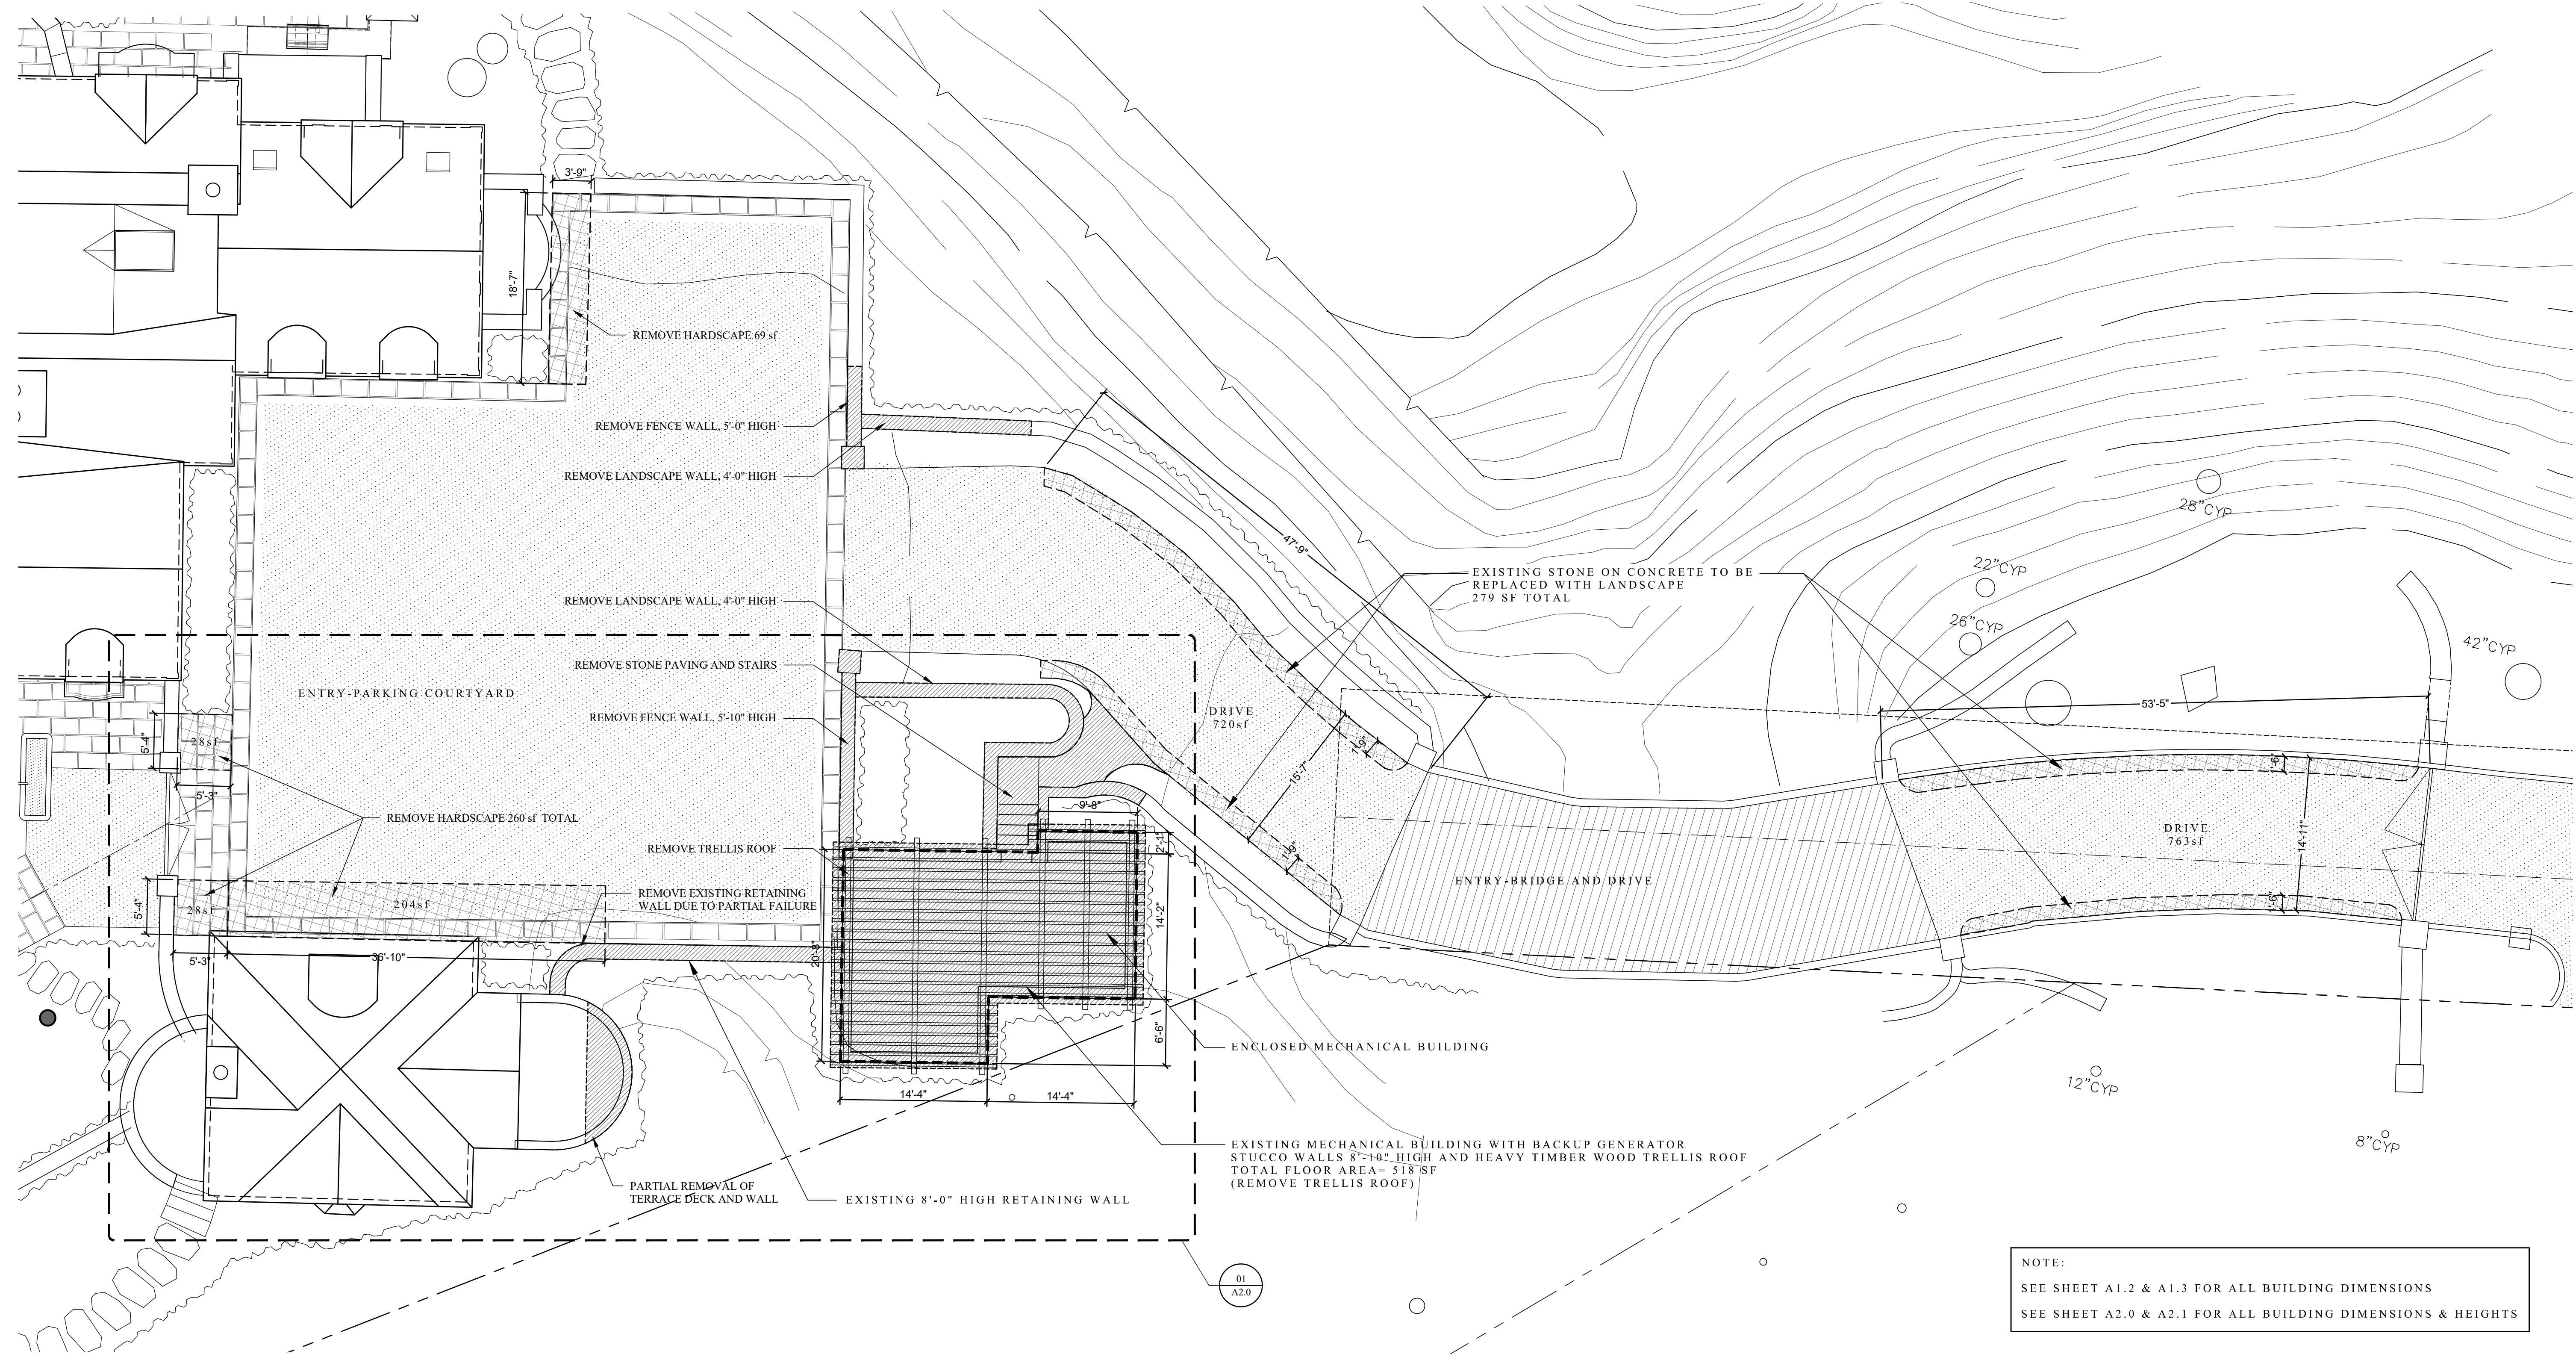 3'-9"
18'-7"
REMOVE HARDSCAPE 69 sf
REMOVE FENCE WALL, 5'-0" HIGH
REMOVE LANDSCAPE WALL, 4'-0" HIGH
47'-9"
28"CYP
EXISTING STONE ON CONCRETE TO BE
REPLACED WITH LANDSCAPE
279 SF TOTAL
22"CYP
26"CYP
42"CYP
REMOVE LANDSCAPE WALL, 4'-0" HIGH
REMOVE STONE PAVING AND STAIRS
ENTRY-PARKING COURTYARD
REMOVE FENCE WALL, 5'-10" HIGH
DRIVE
720sf
53'-5"
5'-4"
28sf
5'-3"
1'-9"
15'-7"
1'-6"
REMOVE HARDSCAPE 260 sf TOTAL
9'-8"
2'-11"
DRIVE
763sf
14'-11"
REMOVE TRELLIS ROOF
ENTRY-BRIDGE AND DRIVE
REMOVE EXISTING RETAINING
WALL DUE TO PARTIAL FAILURE
5'-4"
28sf
204sf
14'-2"
5'-3"
36'-10"
20'-8"
6'-6"
ENCLOSED MECHANICAL BUILDING
14'-4"
14'-4"
12"CYP
8"CYP
EXISTING MECHANICAL BUILDING WITH BACKUP GENERATOR
STUCCO WALLS 8'-10" HIGH AND HEAVY TIMBER WOOD TRELLIS ROOF
TOTAL FLOOR AREA= 518 SF
(REMOVE TRELLIS ROOF)
PARTIAL REMOVAL OF
TERRACE DECK AND WALL
EXISTING 8'-0" HIGH RETAINING WALL
01
A2.0
NOTE:
SEE SHEET A1.2 & A1.3 FOR ALL BUILDING DIMENSIONS
SEE SHEET A2.0 & A2.1 FOR ALL BUILDING DIMENSIONS & HEIGHTS